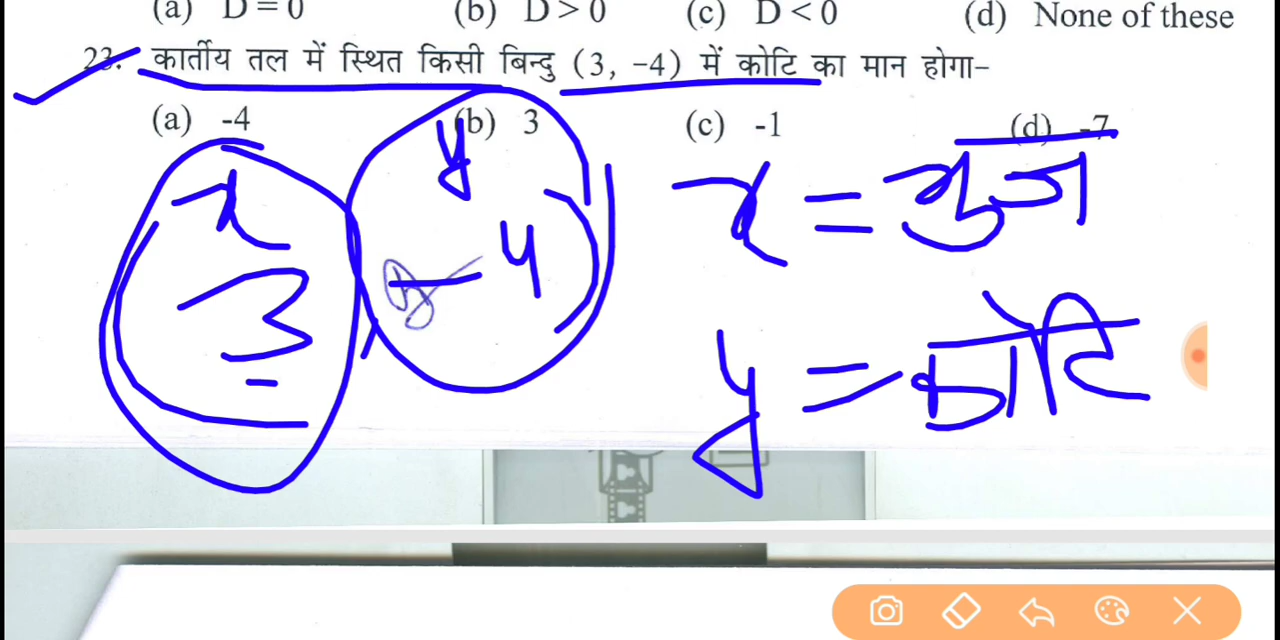 (a) D = 0 (b) D > 0 (c) D < 0 (d) None of these
23. कार्तीय तल में स्थित किसी बिन्दु (3, -4) में कोटि का मान होगा-
(a) -4 (b) 3 (c) -1 (d) -7
x y x = भुज
3 , - 4
y = कोटि